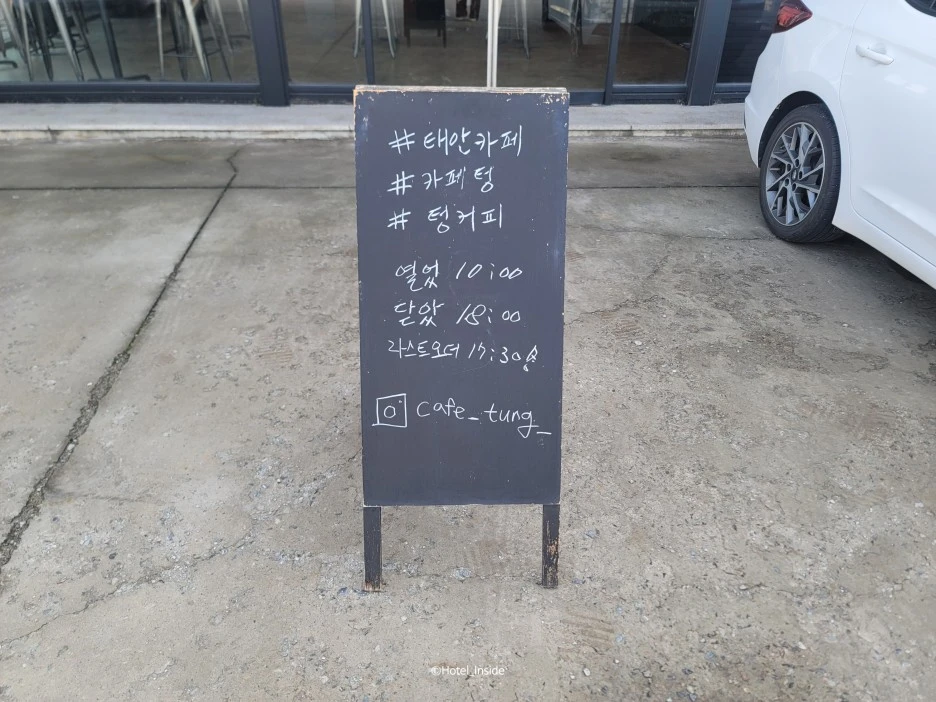 # 태안카페
# 카페 텅
# 텅커피
열었 10:00
닫았 18:00
라스트오더 17:30
cafe_tung_
©Hotel_Inside